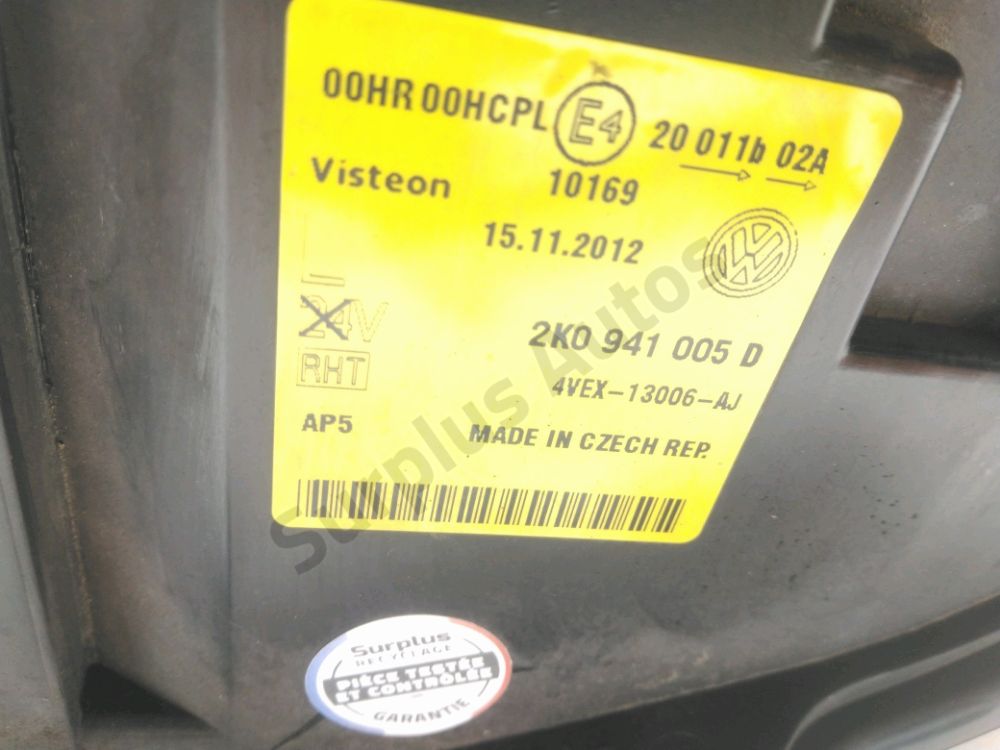 00HR 00HCPL E4 20 011b 02A
Visteon 10169
15.11.2012
24V
2K0 941 005 D
RHT
4VEX-13006-AJ
AP5
MADE IN CZECH REP.
Surplus Autos
Surplus
RECYCLAGE
PIÈCE TESTÉE
ET CONTRÔLÉE
GARANTIE